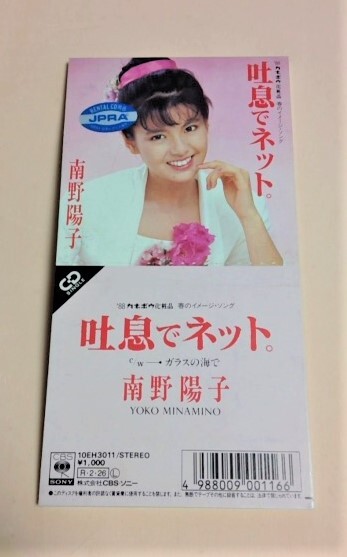 '88 カネボウ化粧品 春のイメージ・ソング
吐息でネット。
RENTAL CD
JPRA
南野陽子
CD
SINGLE
'88 カネボウ化粧品 春のイメージ・ソング
吐息でネット。
c/w → ガラスの海で
南野陽子
YOKO MINAMINO
CBS
SONY
10EH3011/STEREO
¥1,000
R・2・26 L
株式会社CBS・ソニー
4 988009 001166